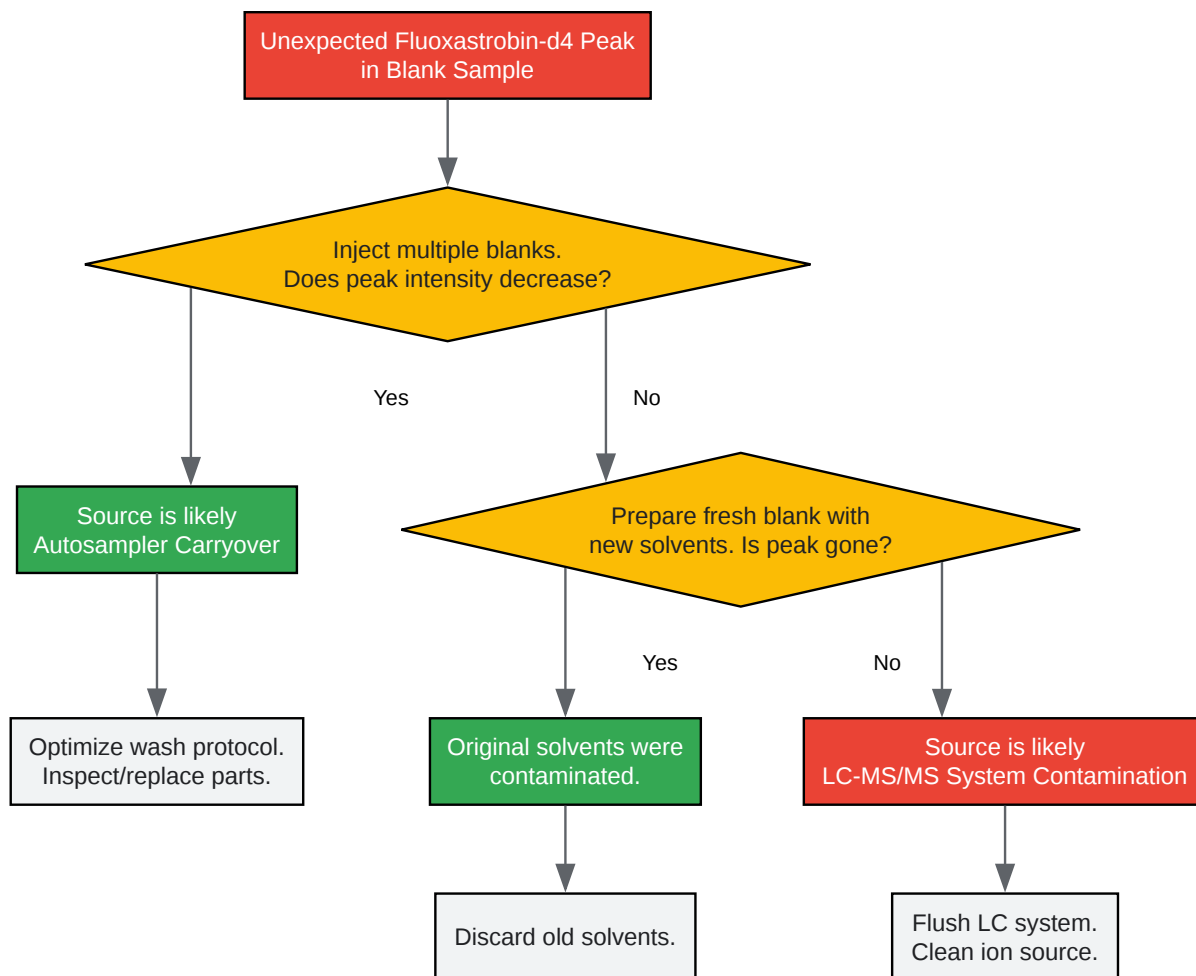 Unexpected Fluoxastrobin-d4 Peak
in Blank Sample
Inject multiple blanks.
Does peak intensity decrease?
Yes
No
Source is likely
Autosampler Carryover
Prepare fresh blank with
new solvents. Is peak gone?
Yes
No
Optimize wash protocol.
Inspect/replace parts.
Original solvents were
contaminated.
Source is likely
LC-MS/MS System Contamination
Discard old solvents.
Flush LC system.
Clean ion source.